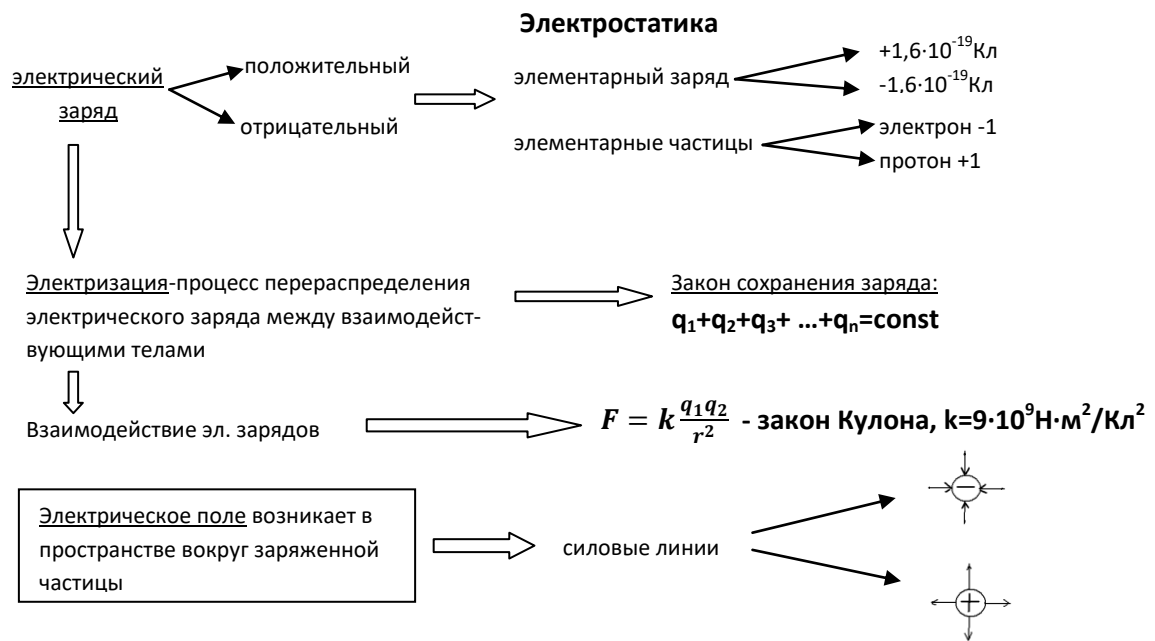 Электростатика
электрический
заряд
положительный
отрицательный
элементарный заряд
+1,6·10⁻¹⁹Кл
-1,6·10⁻¹⁹Кл
элементарные частицы
электрон -1
протон +1
Электризация-процесс перераспределения
электрического заряда между взаимодейст-
вующими телами
Закон сохранения заряда:
q₁+q₂+q₃+ ...+qₙ=const
Взаимодействие эл. зарядов
F = k q₁q₂/r² - закон Кулона, k=9·10⁹Н·м²/Кл²
Электрическое поле возникает в
пространстве вокруг заряженной
частицы
силовые линии
−
+